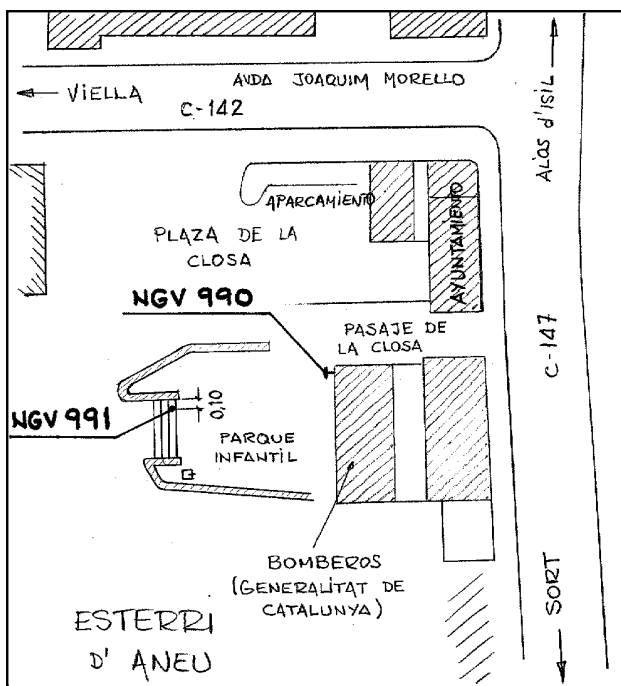 AVDA JOAQUIM MORELLO
← VIELLA
C-142
ALÒS d'ISIL
APARCAMIENTO
AYUNTAMIENTO
PLAZA DE LA
CLOSA
NGV 990
PASAJE DE
LA CLOSA
C-147
NGV 991
0,10
PARQUE
INFANTIL
BOMBEROS
(GENERALITAT DE
CATALUNYA)
SORT
ESTERRI
D' ANEU